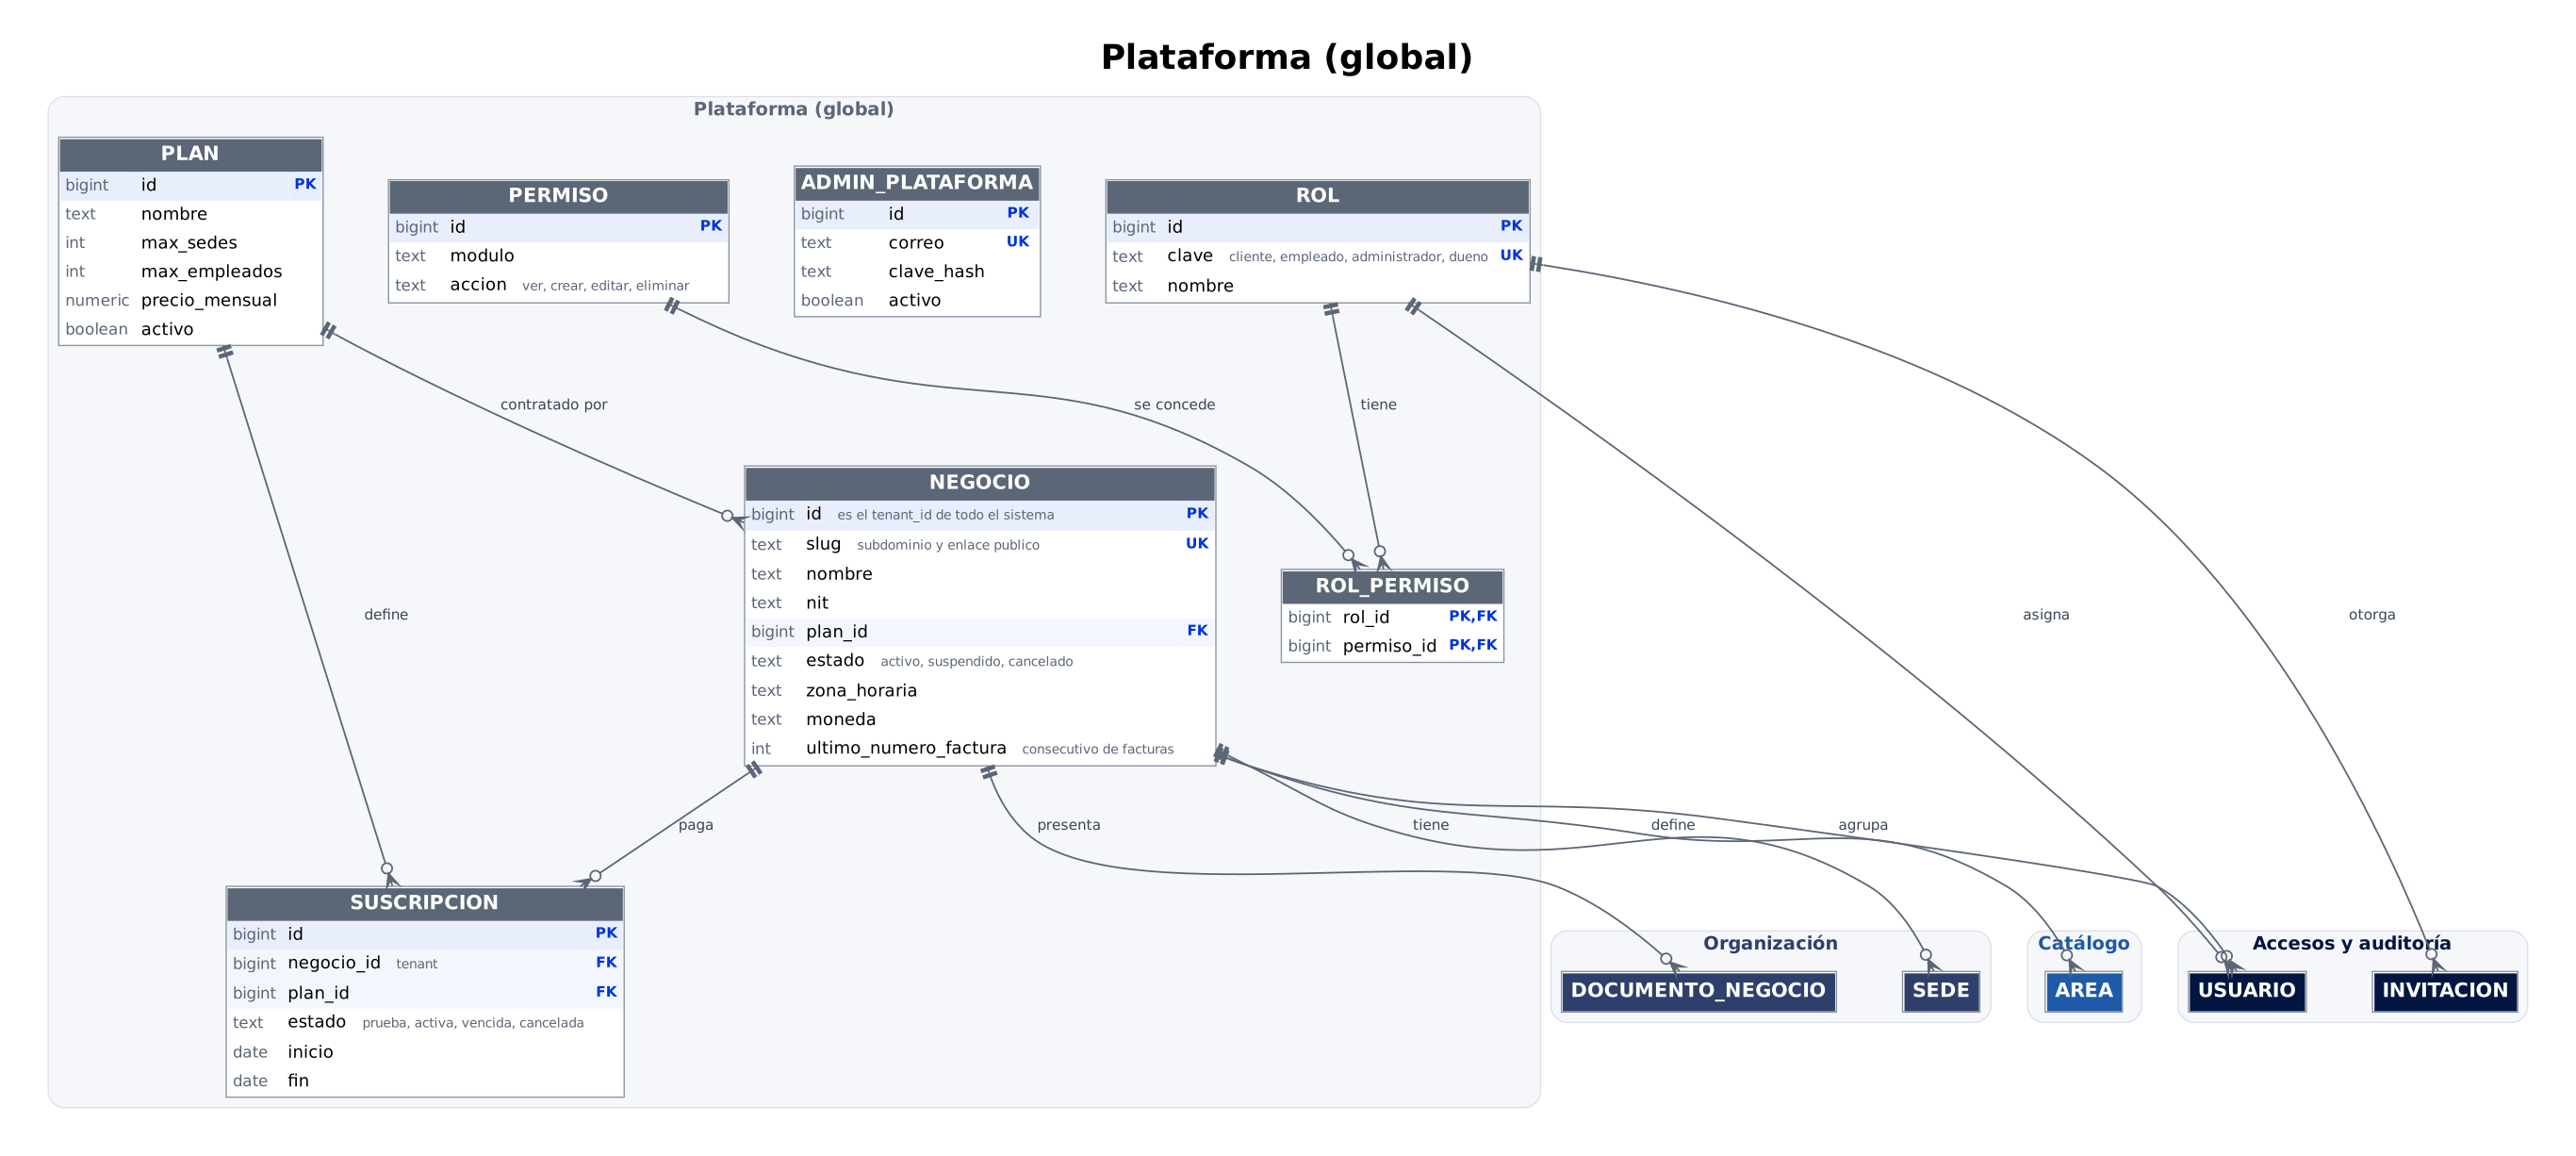 Plataforma (global)
Plataforma (global)
PLAN
bigint id PK
text nombre
int max_sedes
int max_empleados
numeric precio_mensual
boolean activo
PERMISO
bigint id PK
text modulo
text accion ver, crear, editar, eliminar
ADMIN_PLATAFORMA
bigint id PK
text correo UK
text clave_hash
boolean activo
ROL
bigint id PK
text clave cliente, empleado, administrador, dueno UK
text nombre
contratado por
se concede
tiene
NEGOCIO
bigint id es el tenant_id de todo el sistema PK
text slug subdominio y enlace publico UK
text nombre
text nit
bigint plan_id FK
text estado activo, suspendido, cancelado
text zona_horaria
text moneda
int ultimo_numero_factura consecutivo de facturas
ROL_PERMISO
bigint rol_id PK,FK
bigint permiso_id PK,FK
define
asigna
otorga
paga
presenta
tiene
define
agrupa
SUSCRIPCION
bigint id PK
bigint negocio_id tenant FK
bigint plan_id FK
text estado prueba, activa, vencida, cancelada
date inicio
date fin
Organización
DOCUMENTO_NEGOCIO
SEDE
Catálogo
AREA
Accesos y auditoría
USUARIO
INVITACION